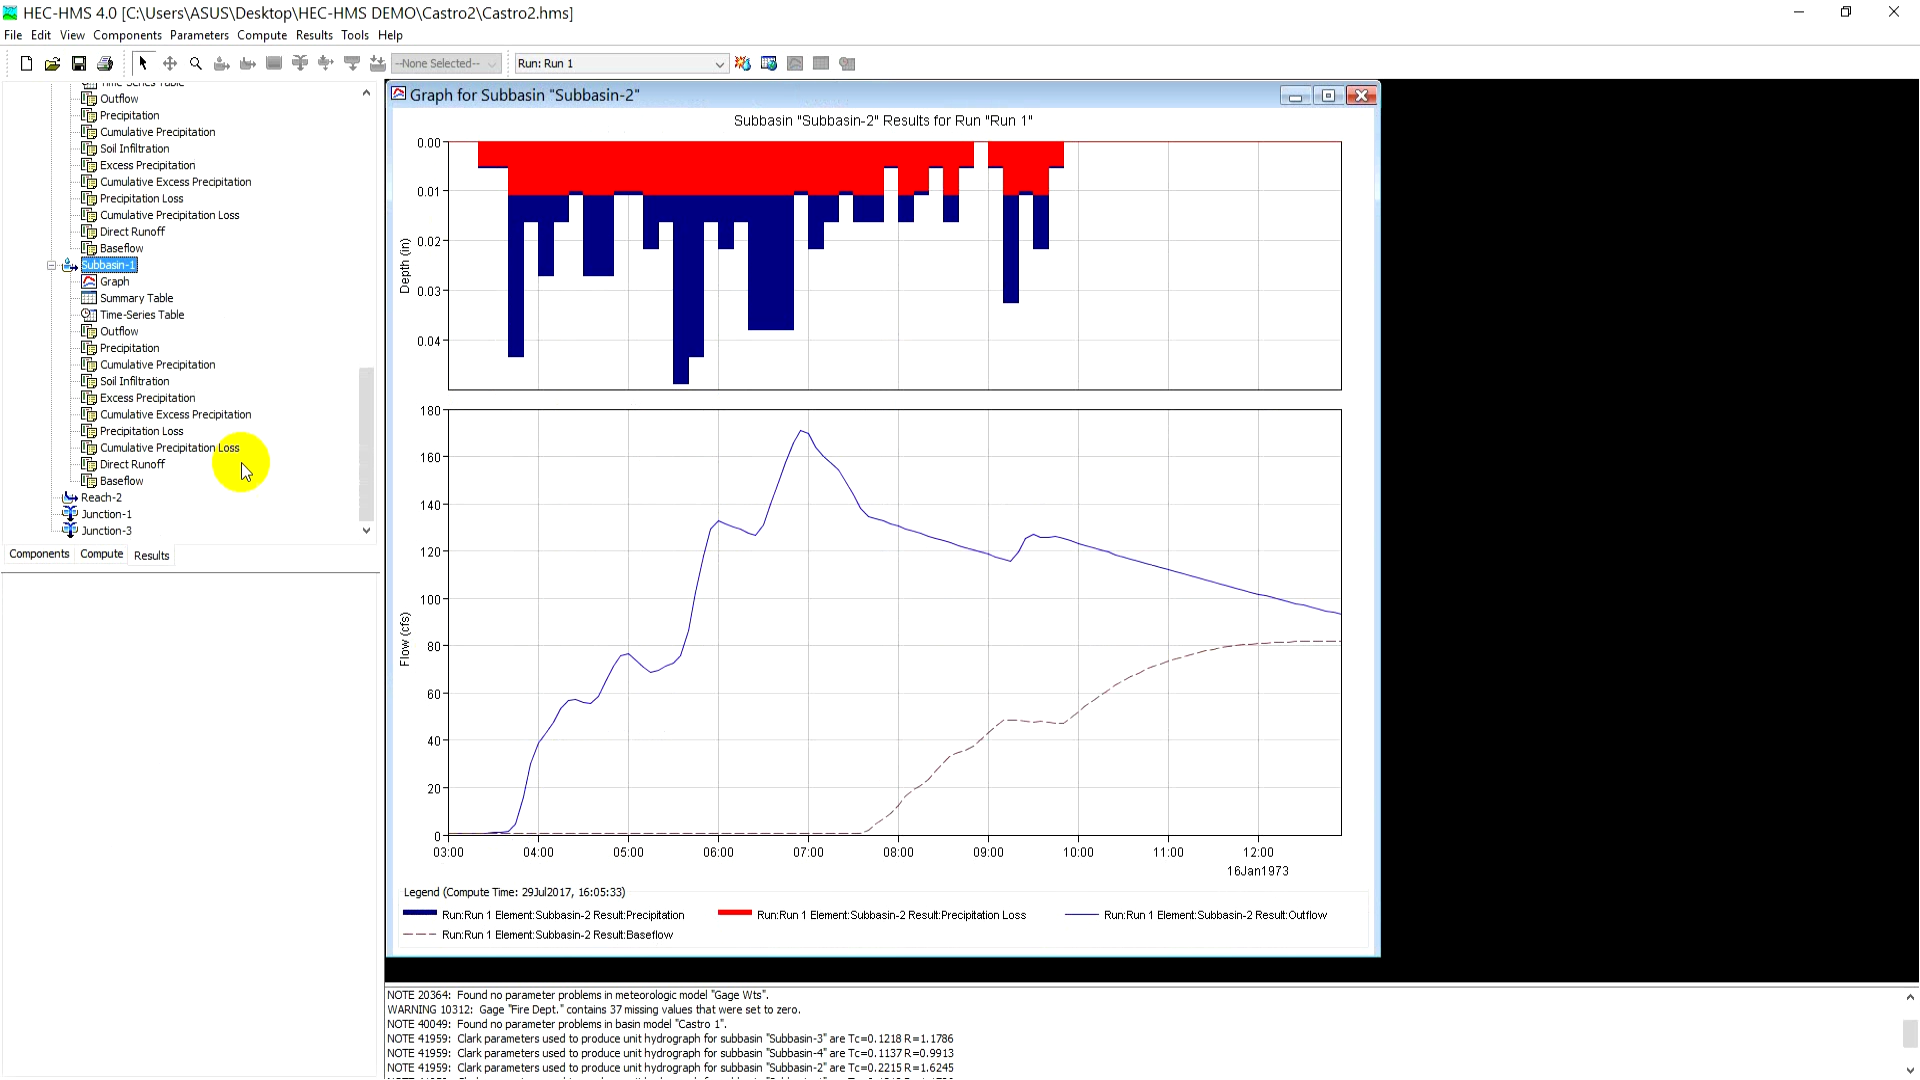 HEC-HMS 4.0 [C:\Users\ASUS\Desktop\HEC-HMS DEMO\Castro2\Castro2.hms]
File Edit View Components Parameters Compute Results Tools Help
--None Selected-- Run: Run 1
Time-Series Table
Outflow
Precipitation
Cumulative Precipitation
Soil Infiltration
Excess Precipitation
Cumulative Excess Precipitation
Precipitation Loss
Cumulative Precipitation Loss
Direct Runoff
Baseflow
Subbasin-1
Graph
Summary Table
Time-Series Table
Outflow
Precipitation
Cumulative Precipitation
Soil Infiltration
Excess Precipitation
Cumulative Excess Precipitation
Precipitation Loss
Cumulative Precipitation Loss
Direct Runoff
Baseflow
Reach-2
Junction-1
Junction-3
Components Compute Results
Graph for Subbasin "Subbasin-2"
Subbasin "Subbasin-2" Results for Run "Run 1"
0.00
0.01
0.02
0.03
0.04
Depth (in)
180
160
140
120
100
80
60
40
20
0
Flow (cfs)
03:00 04:00 05:00 06:00 07:00 08:00 09:00 10:00 11:00 12:00
16Jan1973
Legend (Compute Time: 29Jul2017, 16:05:33)
Run:Run 1 Element:Subbasin-2 Result:Precipitation
Run:Run 1 Element:Subbasin-2 Result:Precipitation Loss
Run:Run 1 Element:Subbasin-2 Result:Outflow
Run:Run 1 Element:Subbasin-2 Result:Baseflow
NOTE 20364: Found no parameter problems in meteorologic model "Gage Wts".
WARNING 10312: Gage "Fire Dept." contains 37 missing values that were set to zero.
NOTE 40049: Found no parameter problems in basin model "Castro 1".
NOTE 41959: Clark parameters used to produce unit hydrograph for subbasin "Subbasin-3" are Tc=0.1218 R=1.1786
NOTE 41959: Clark parameters used to produce unit hydrograph for subbasin "Subbasin-4" are Tc=0.1137 R=0.9913
NOTE 41959: Clark parameters used to produce unit hydrograph for subbasin "Subbasin-2" are Tc=0.2215 R=1.6245